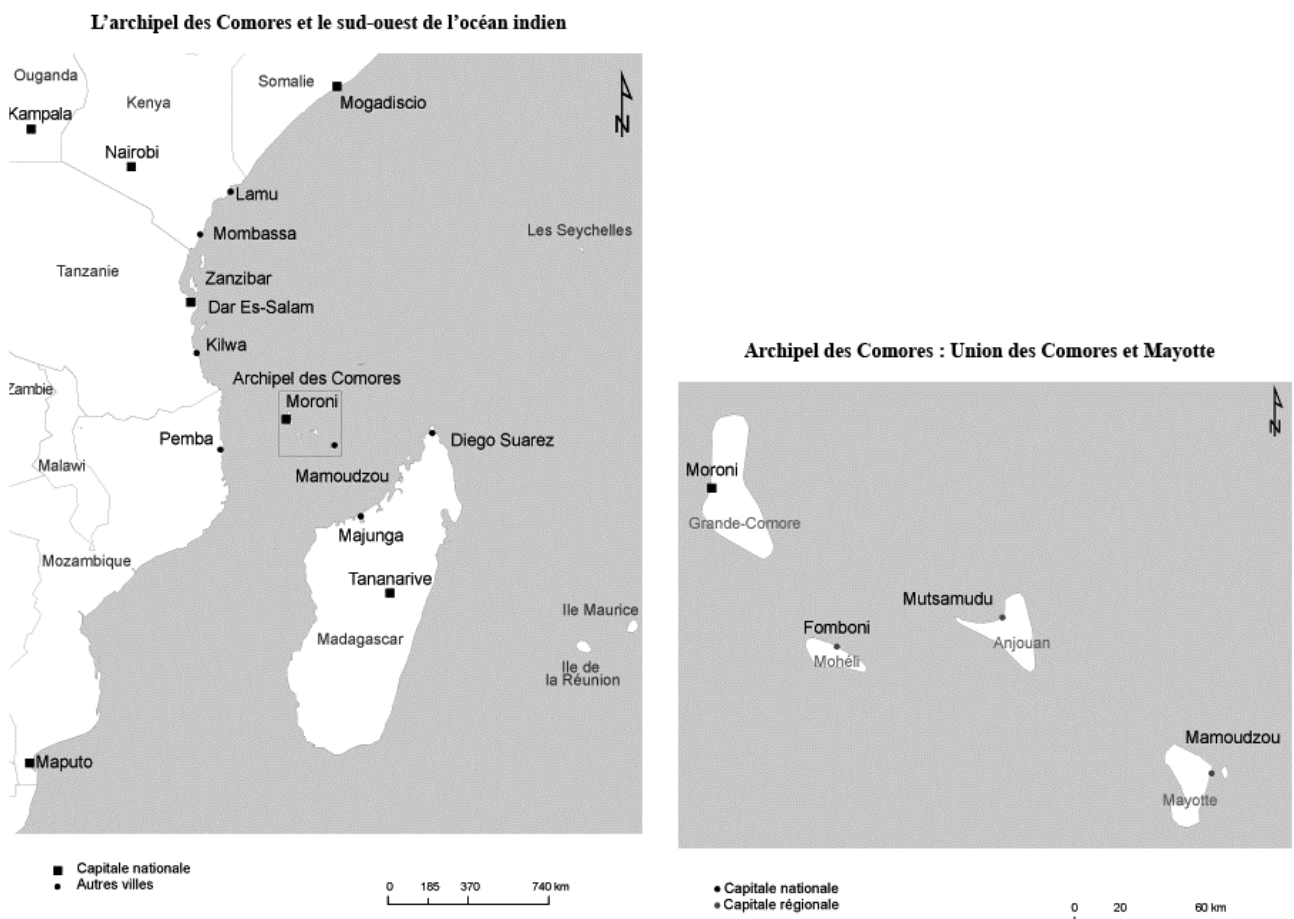 L'archipel des Comores et le sud-ouest de l'océan indien
Ouganda
Somalie
Kenya
Mogadiscio
Kampala
N
Nairobi
Lamu
Mombassa
Les Seychelles
Tanzanie
Zanzibar
Dar Es-Salam
Kilwa
Archipel des Comores
Zambie
Moroni
Pemba
Diego Suarez
Malawi
Mamoudzou
Majunga
Mozambique
Tananarive
Ile Maurice
Madagascar
Ile de
la Réunion
Maputo
Capitale nationale
Autres villes
0 185 370 740 km
Archipel des Comores : Union des Comores et Mayotte
N
Moroni
Grande-Comore
Mutsamudu
Fomboni
Anjouan
Mohéli
Mamoudzou
Mayotte
Capitale nationale
Capitale régionale
0 20 60 km